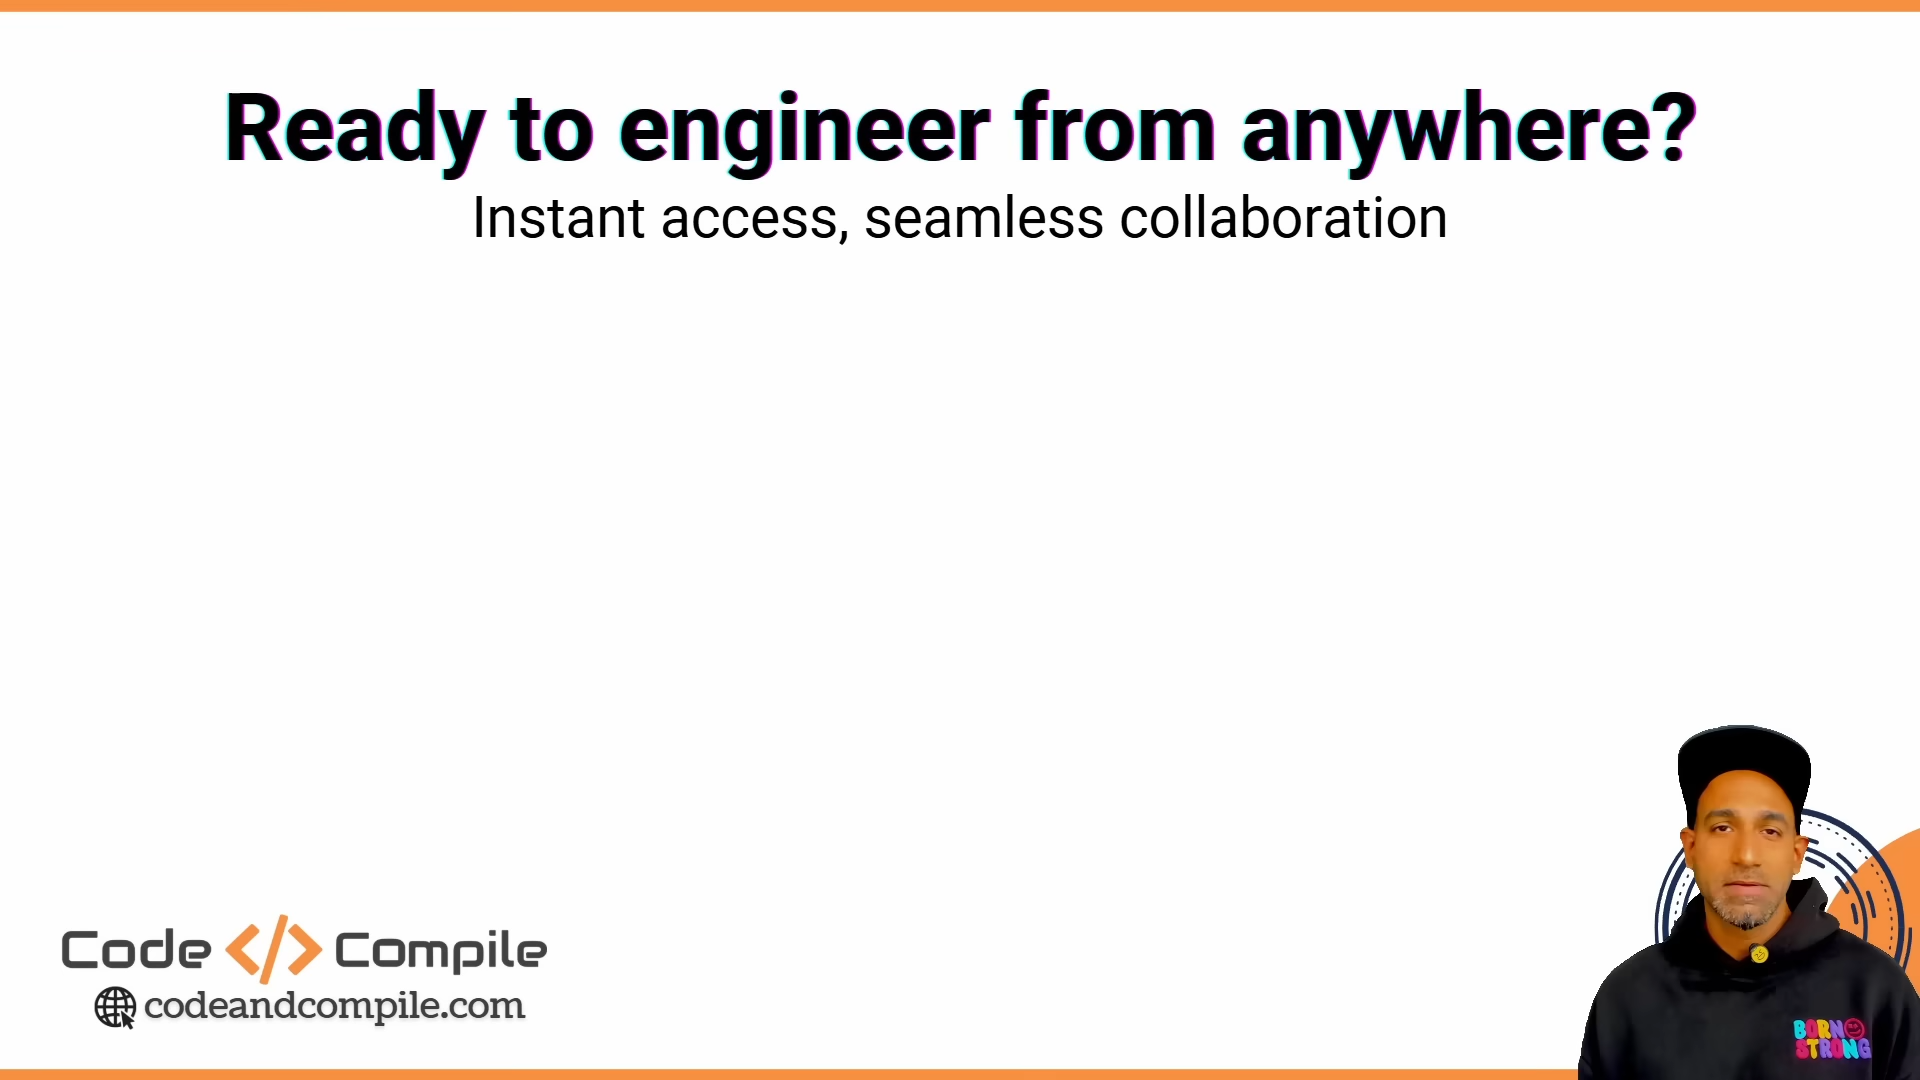 Ready to engineer from anywhere?
Instant access, seamless collaboration
Code </> Compile
codeandcompile.com
BORN
STRONG